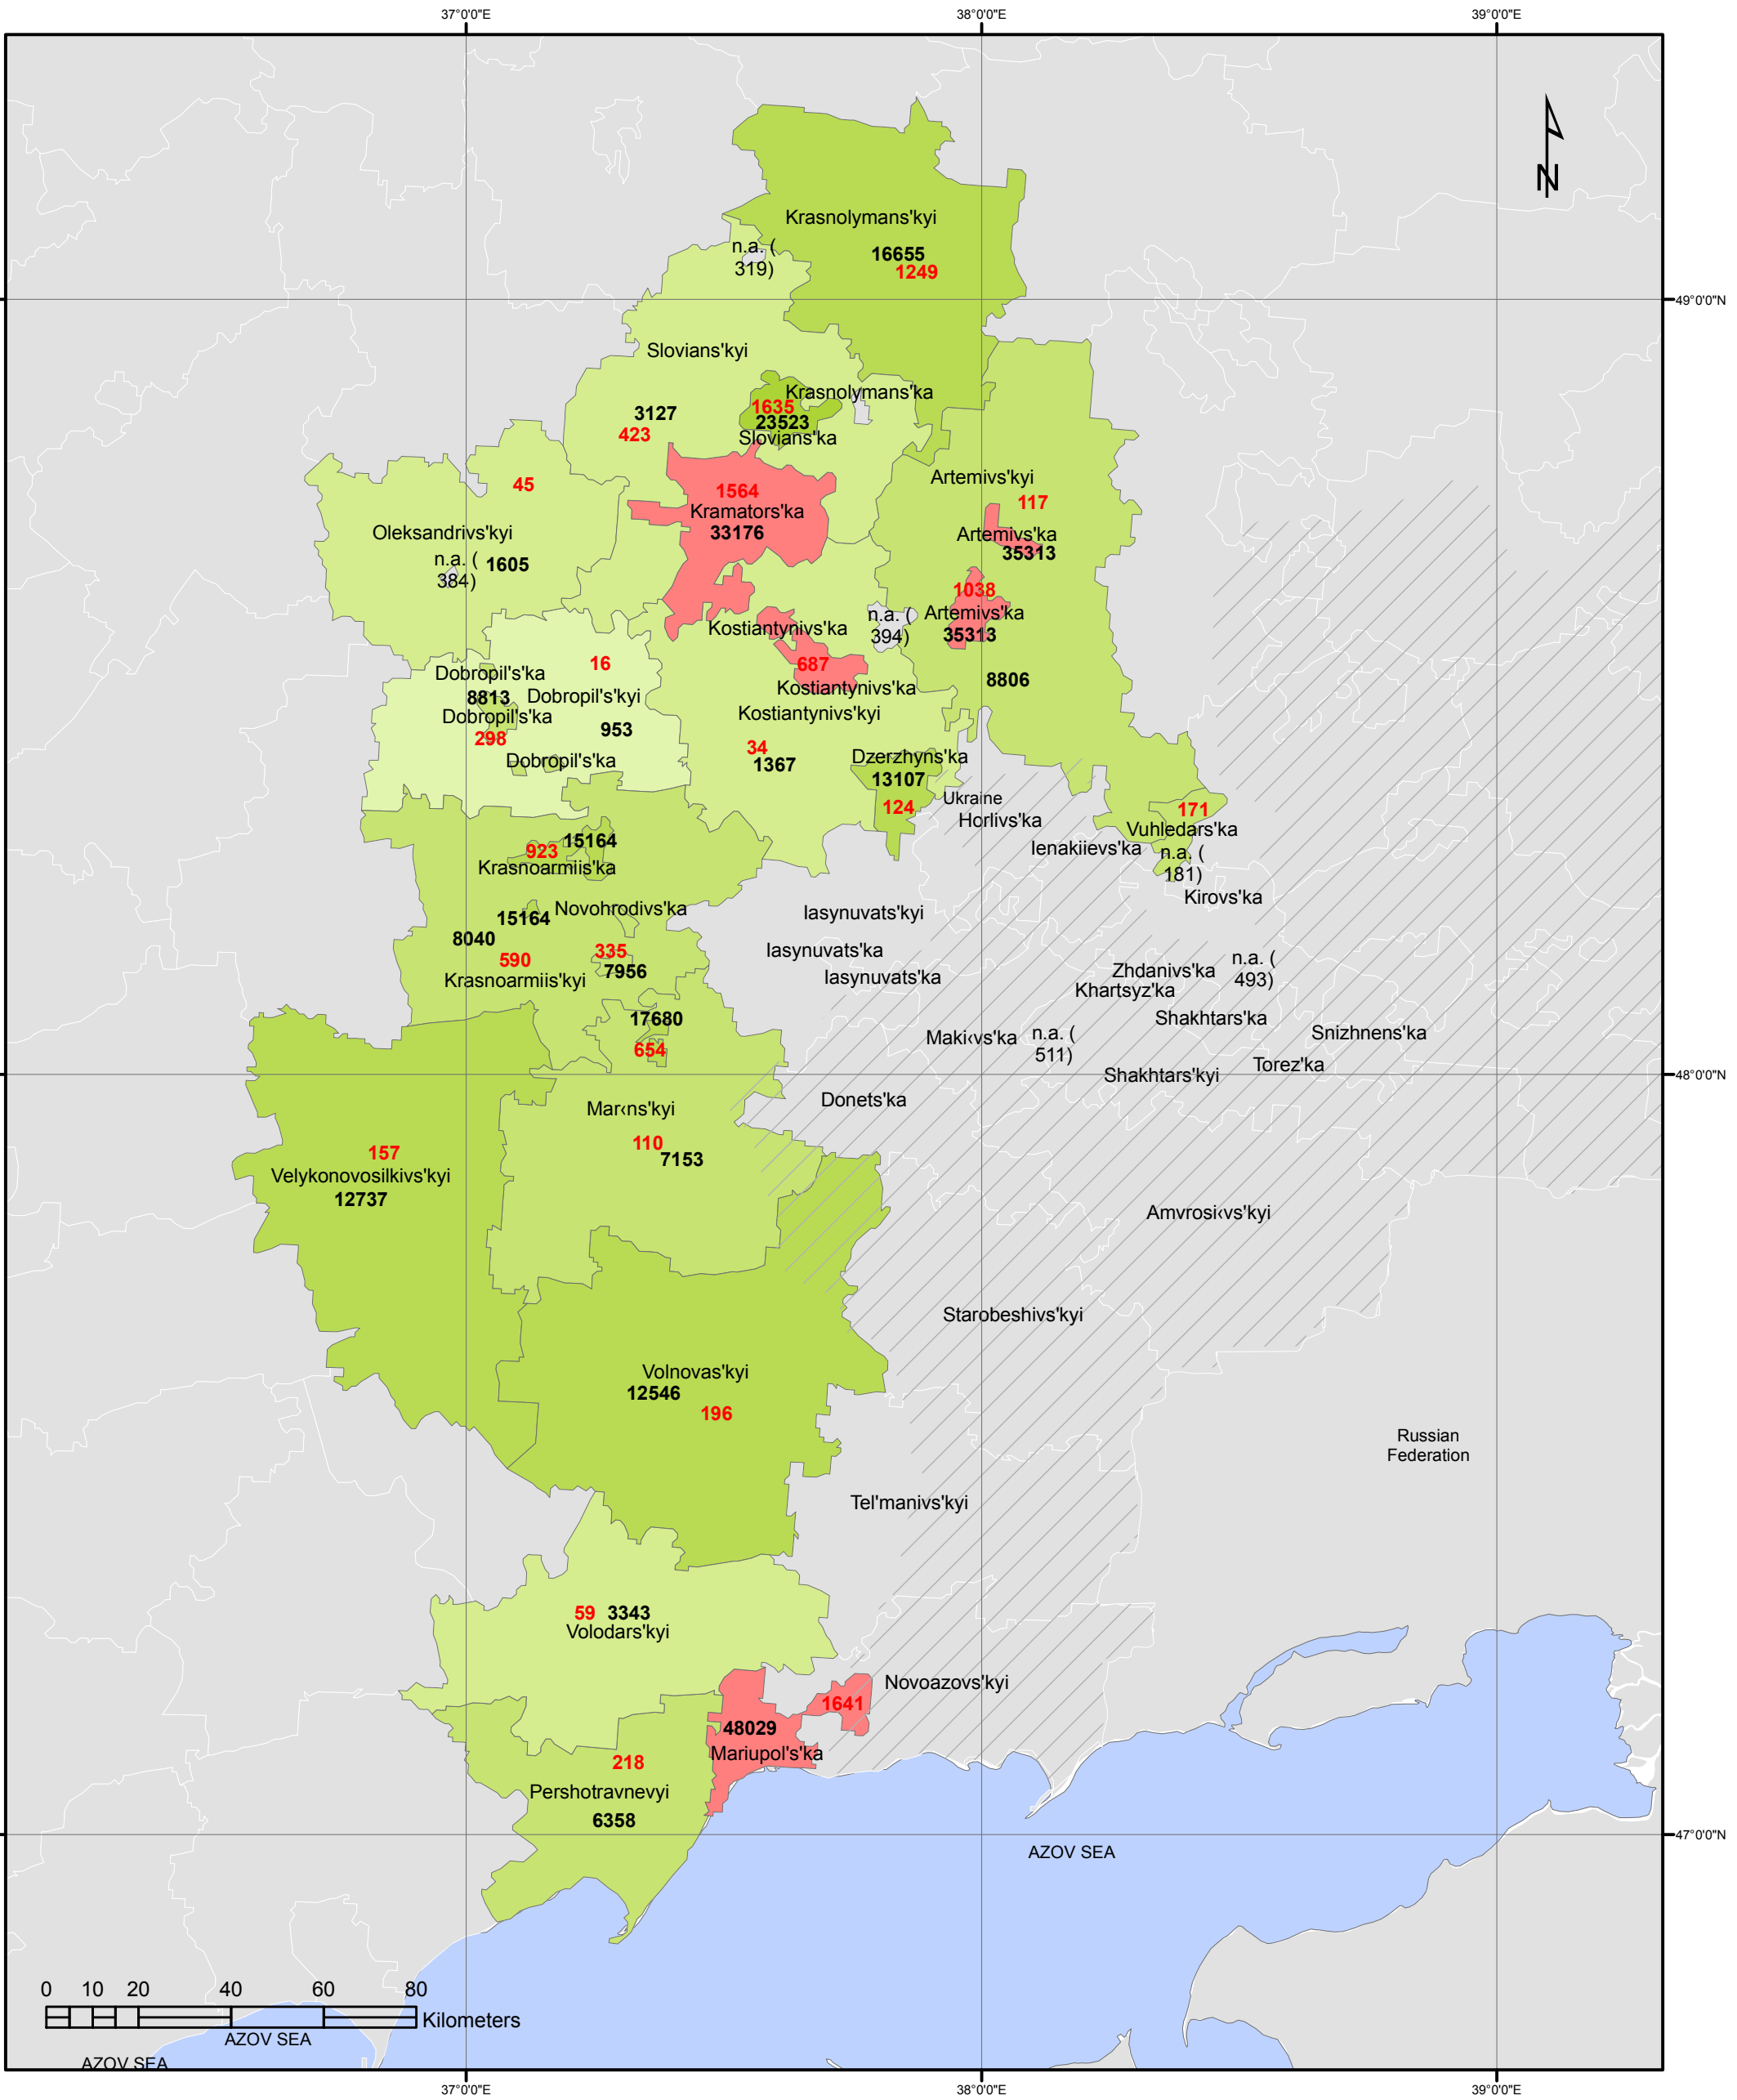 37°0'0"E
38°0'0"E
39°0'0"E
N
Krasnolymans'kyi
16655
1249
n.a. (
319)
49°0'0"N
Slovians'kyi
Krasnolymans'ka
1635
23523
3127
423
Slovians'ka
45
1564
Kramators'ka
33176
Artemivs'kyi
117
Artemivs'ka
35313
Oleksandrivs'kyi
n.a. (
384)
1605
1038
Artemivs'ka
35313
n.a. (
394)
Kostiantynivs'ka
687
Kostiantynivs'ka
Kostiantynivs'kyi
8806
16
Dobropil's'ka
8813
Dobropil's'kyi
Dobropil's'ka
298
953
Dobropil's'ka
34
1367
Dzerzhyns'ka
13107
124
Ukraine
Horlivs'ka
171
Vuhledars'ka
Ienakiievs'ka
n.a. (
181)
Kirovs'ka
15164
923
Krasnoarmiis'ka
Novohrodivs'ka
15164
8040
590
335
7956
Krasnoarmiis'kyi
Iasynuvats'kyi
Iasynuvats'ka
Iasynuvats'ka
Zhdanivs'ka
n.a. (
493)
Khartsyz'ka
17680
654
Shakhtars'ka
Snizhnens'ka
Maki‹vs'ka
n.a. (
511)
Torez'ka
Shakhtars'kyi
48°0'0"N
Donets'ka
Mar‹ns'kyi
110
7153
157
Velykonovosilkivs'kyi
12737
Amvrosi‹vs'kyi
Starobeshivs'kyi
Volnovas'kyi
12546
196
Russian
Federation
Tel'manivs'kyi
59
3343
Volodars'kyi
Novoazovs'kyi
1641
48029
Mariupol's'ka
218
Pershotravnevyi
6358
47°0'0"N
AZOV SEA
0 10 20 40 60 80
Kilometers
AZOV SEA
AZOV SEA
37°0'0"E
38°0'0"E
39°0'0"E